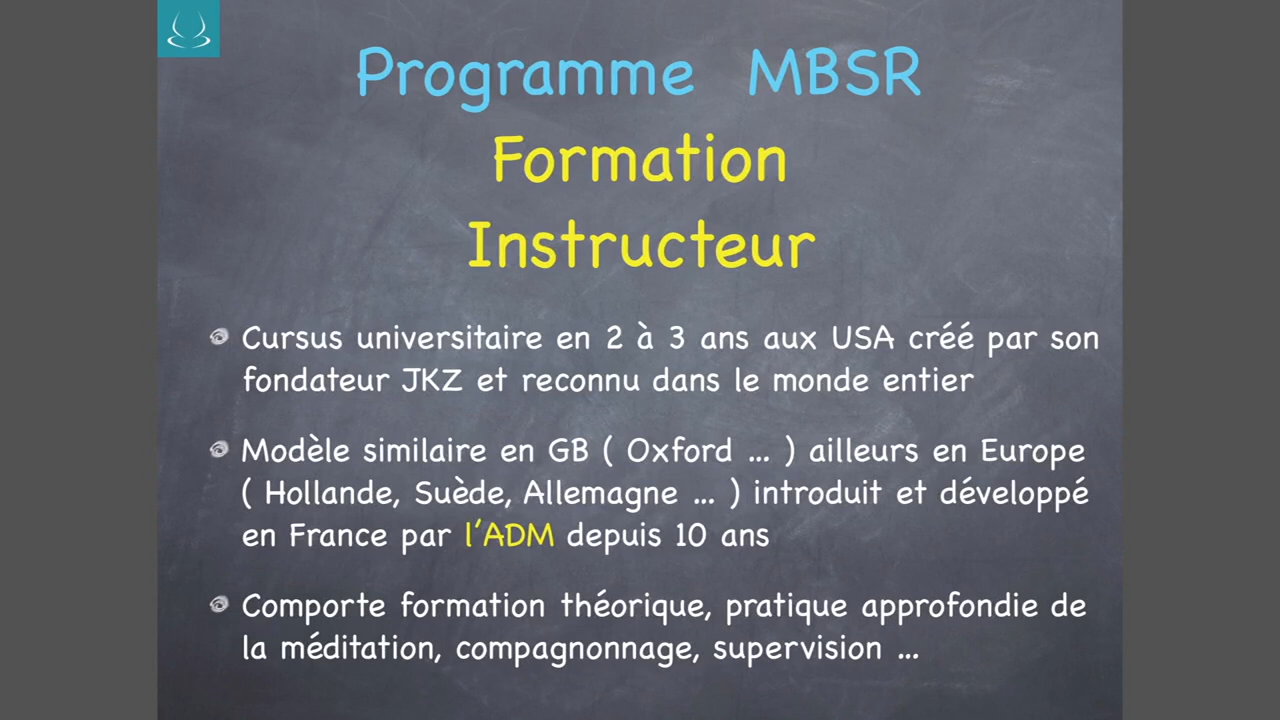 Programme MBSR
Formation
Instructeur
Cursus universitaire en 2 à 3 ans aux USA créé par son
fondateur JKZ et reconnu dans le monde entier
Modèle similaire en GB ( Oxford ... ) ailleurs en Europe
( Hollande, Suède, Allemagne ... ) introduit et développé
en France par l'ADM depuis 10 ans
Comporte formation théorique, pratique approfondie de
la méditation, compagnonnage, supervision ...